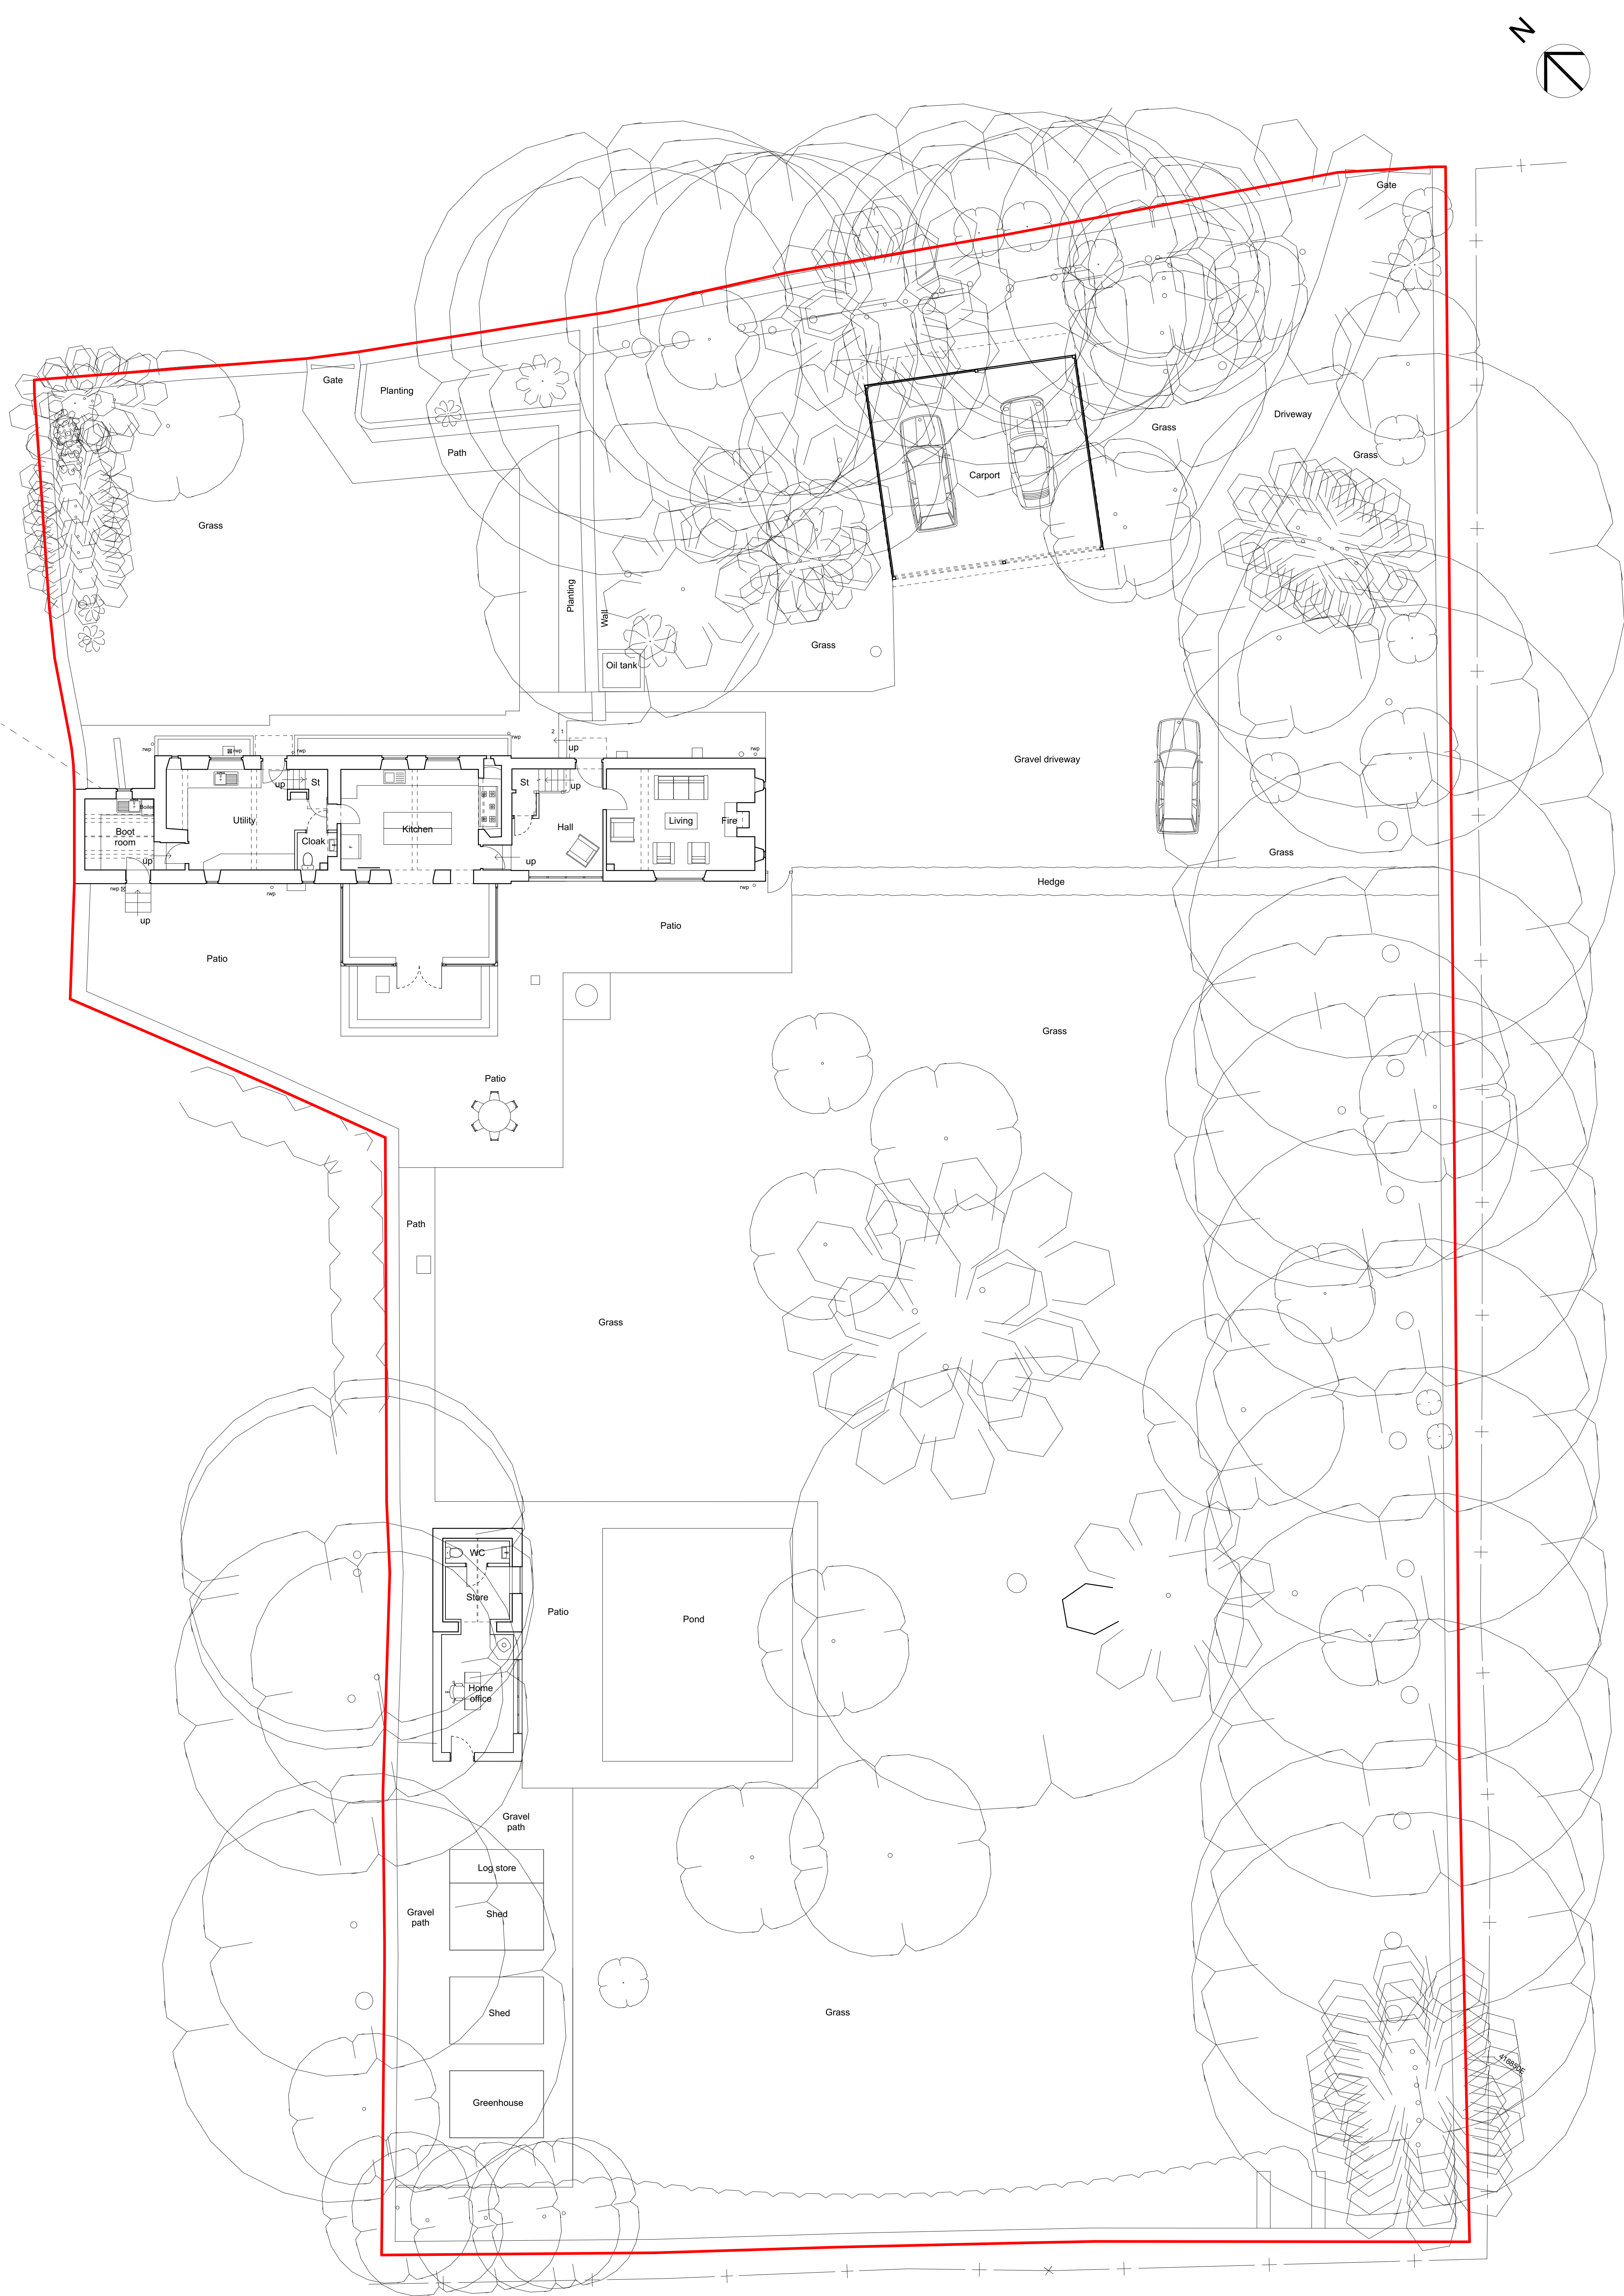 N
Gate
Gate
Planting
Driveway
Grass
Path
Grass
Carport
Grass
Planting
Wall
Grass
Oil tank
2 1
rwp
up
rwp
rwp
rwp
rwp
Gravel driveway
up
St
St
up
Boiler
Utility
Living
Fire
Boot
room
Kitchen
Hall
Cloak
F
Grass
up
up
Hedge
rwp
rwp
rwp
up
Patio
Patio
Grass
Patio
Path
Grass
WC
Store
Patio
Pond
Home
office
Gravel
path
Log store
Gravel
path
Shed
Shed
Grass
41885OE
Greenhouse